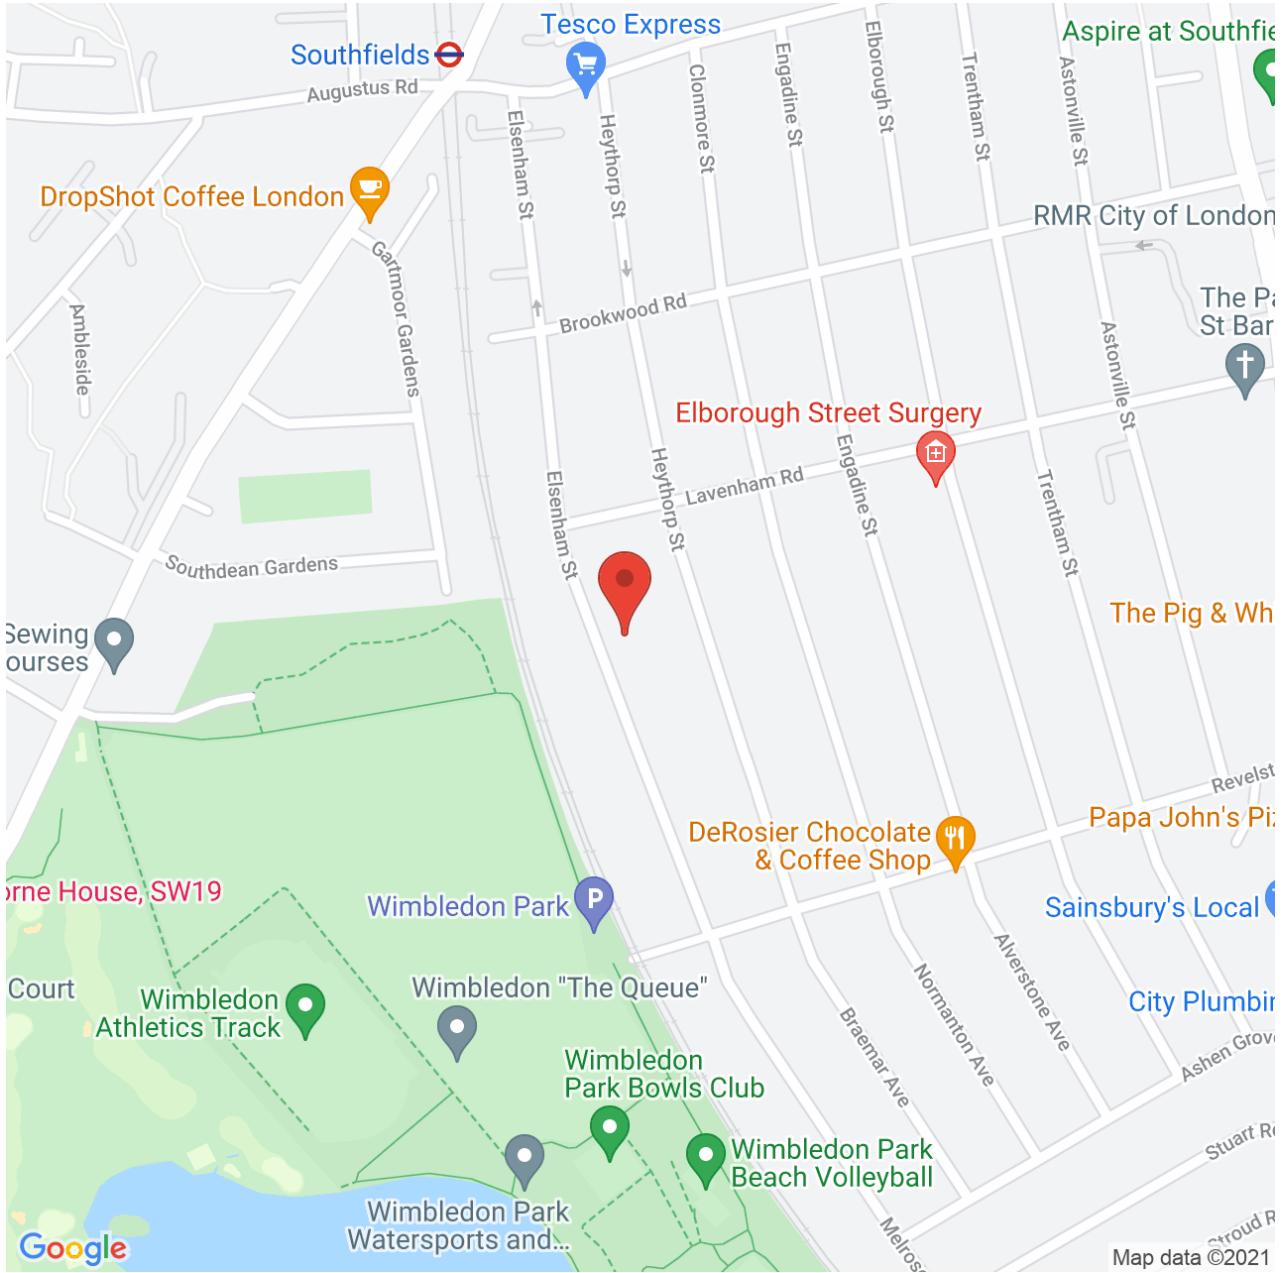 Tesco Express
Southfields
Aspire at Southfie
Augustus Rd
Elsenham St
Heythorp St
Clonmore St
Engadine St
Elborough St
Trentham St
Astonville St
DropShot Coffee London
RMR City of London
Gartmoor Gardens
Ambleside
Brookwood Rd
The Pa
St Bar
Astonville St
Elborough Street Surgery
Elsenham St
Heythorp St
Lavenham Rd
Engadine St
Trentham St
Southdean Gardens
Sewing
ourses
The Pig & Wh
Revelst
Papa John's Piz
DeRosier Chocolate
& Coffee Shop
P
orne House, SW19
Wimbledon Park
Sainsbury's Local
Court
Wimbledon "The Queue"
Wimbledon
Athletics Track
Alverstone Ave
Normanton Ave
Braemar Ave
City Plumbin
Ashen Grove
Wimbledon
Park Bowls Club
Wimbledon Park
Beach Volleyball
Stuart Ro
Wimbledon Park
Watersports and...
Melros
Stroud R
Google
Map data ©2021